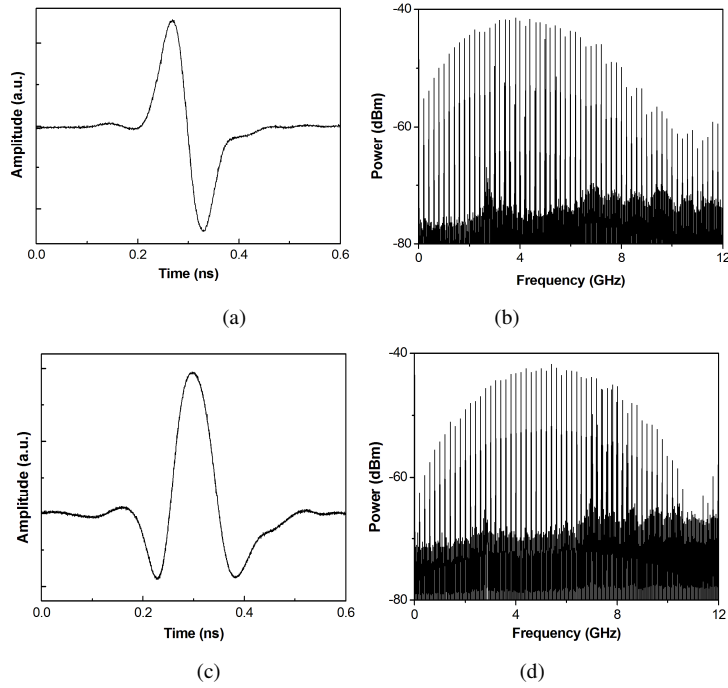 Amplitude (a.u.)
0.0 0.2 0.4 0.6
Time (ns)
(a)
-40
-60
-80
Power (dBm)
0 4 8 12
Frequency (GHz)
(b)
Amplitude (a.u.)
0.0 0.2 0.4 0.6
Time (ns)
(c)
-40
-60
-80
Power (dBm)
0 4 8 12
Frequency (GHz)
(d)